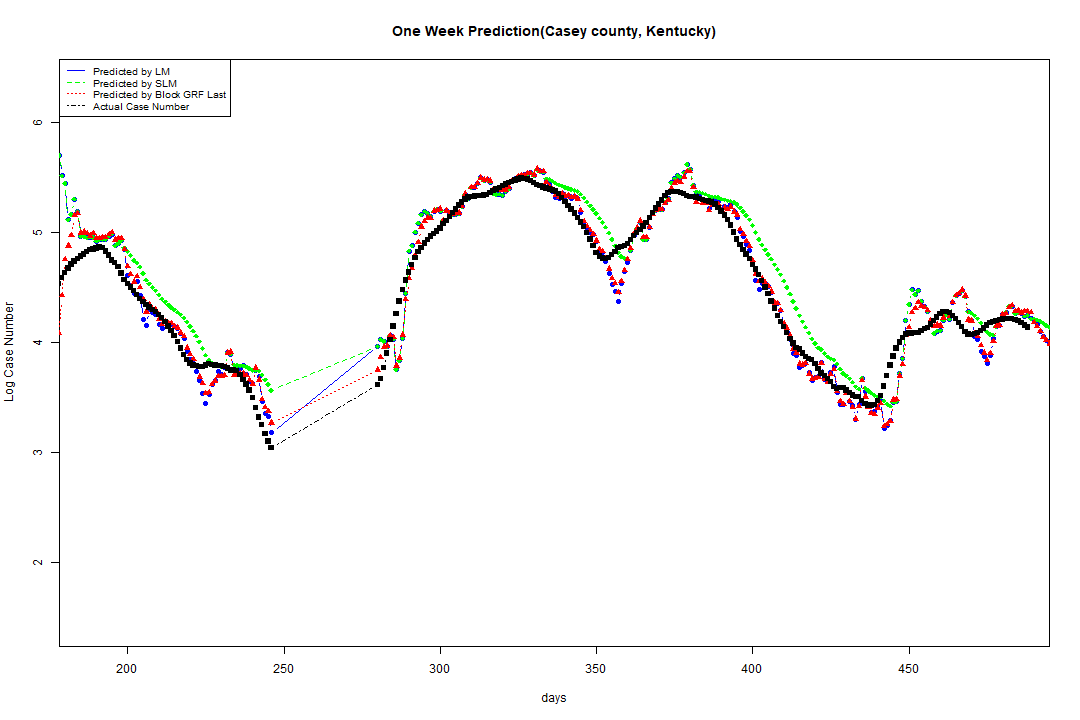 One Week Prediction(Casey county, Kentucky)
Predicted by LM
Predicted by SLM
Predicted by Block GRF Last
Actual Case Number
Log Case Number
6
5
4
3
2
200 250 300 350 400 450
days